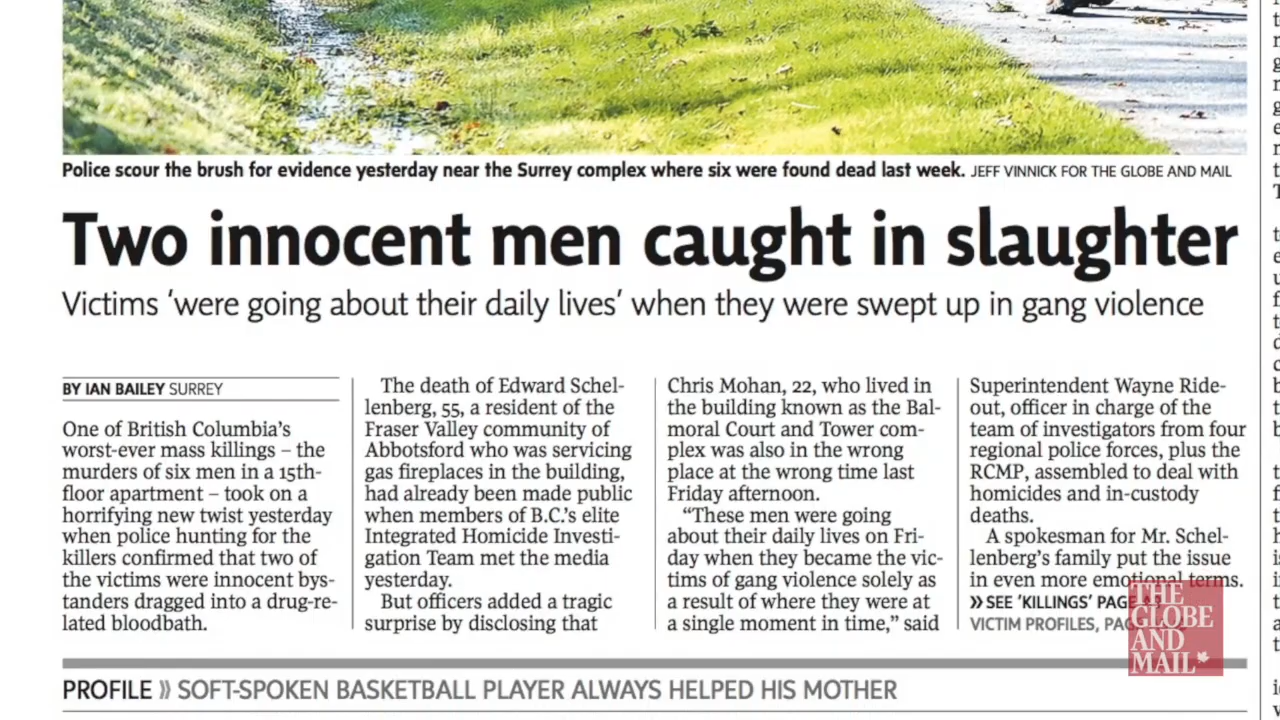 Police scour the brush for evidence yesterday near the Surrey complex where six were found dead last week. JEFF VINNICK FOR THE GLOBE AND MAIL
Two innocent men caught in slaughter
Victims ‘were going about their daily lives’ when they were swept up in gang violence
BY IAN BAILEY SURREY
One of British Columbia’s
worst-ever mass killings – the
murders of six men in a 15th-
floor apartment – took on a
horrifying new twist yesterday
when police hunting for the
killers confirmed that two of
the victims were innocent bys-
tanders dragged into a drug-re-
lated bloodbath.
The death of Edward Schel-
lenberg, 55, a resident of the
Fraser Valley community of
Abbotsford who was servicing
gas fireplaces in the building,
had already been made public
when members of B.C.’s elite
Integrated Homicide Investi-
gation Team met the media
yesterday.
But officers added a tragic
surprise by disclosing that
Chris Mohan, 22, who lived in
the building known as the Bal-
moral Court and Tower com-
plex was also in the wrong
place at the wrong time last
Friday afternoon.
“These men were going
about their daily lives on Fri-
day when they became the vic-
tims of gang violence solely as
a result of where they were at
a single moment in time,” said
Superintendent Wayne Ride-
out, officer in charge of the
team of investigators from four
regional police forces, plus the
RCMP, assembled to deal with
homicides and in-custody
deaths.
A spokesman for Mr. Schel-
lenberg’s family put the issue
in even more emotional terms.
» SEE ‘KILLINGS’ PAGE
VICTIM PROFILES,
THE
GLOBE
AND
MAIL
PROFILE » SOFT-SPOKEN BASKETBALL PLAYER ALWAYS HELPED HIS MOTHER